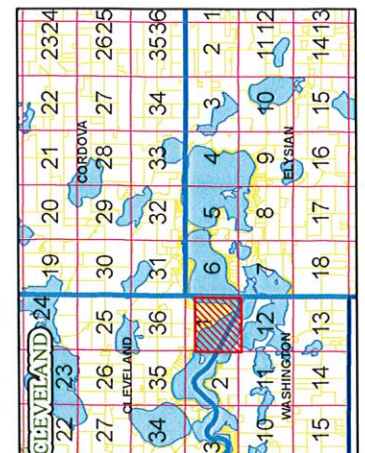 CLEVELAND
22 23 24 19 20 21 22 23 24
CORDOVA
27 26 25 30 29 28 27 26 25
CLEVELAND
34 35 36 31 32 33 34 35 36
3 2 1 6 5 4 3 2 1
10 11 12 7 8 9 10 11 12
WASHINGTON ELYSIAN
15 14 13 18 17 16 15 14 13